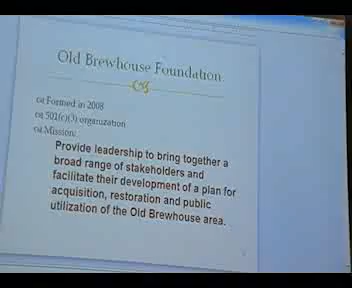 Old Brewhouse Foundation
Formed in 2008
501(c)(3) organization
Mission:
Provide leadership to bring together a
broad range of stakeholders and
facilitate their development of a plan for
acquisition, restoration and public
utilization of the Old Brewhouse area.